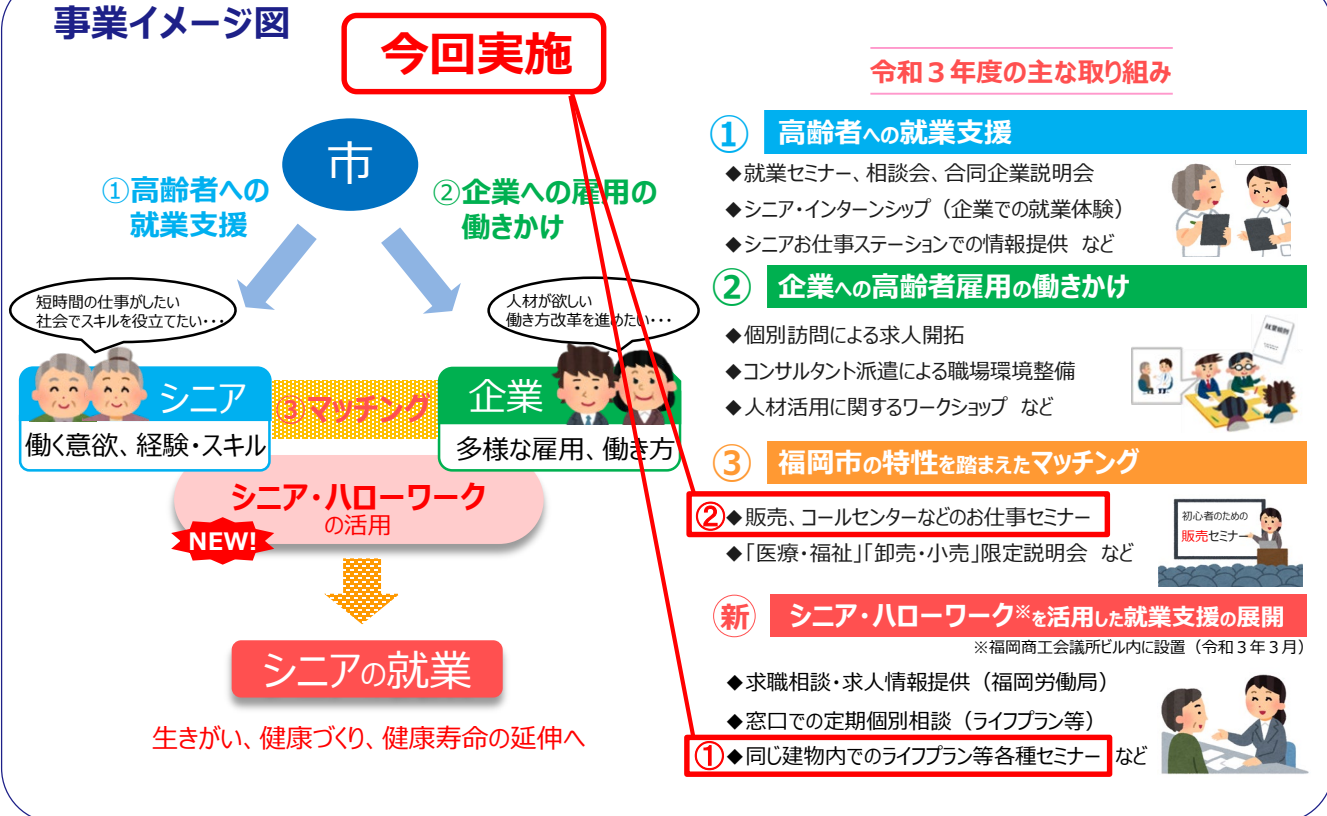 事業イメージ図
今回実施
市
①高齢者への
就業支援
②企業への雇用の
働きかけ
短時間の仕事がしたい
社会でスキルを役立てたい・・・
人材が欲しい
働き方改革を進めたい・・・
シニア
働く意欲、経験・スキル
③マッチング
企業
多様な雇用、働き方
シニア・ハローワーク
の活用
NEW!
シニアの就業
生きがい、健康づくり、健康寿命の延伸へ
令和３年度の主な取り組み
① 高齢者への就業支援
◆就業セミナー、相談会、合同企業説明会
◆シニア・インターンシップ（企業での就業体験）
◆シニアお仕事ステーションでの情報提供 など
② 企業への高齢者雇用の働きかけ
◆個別訪問による求人開拓
◆コンサルタント派遣による職場環境整備
◆人材活用に関するワークショップ など
就業規則
③ 福岡市の特性を踏まえたマッチング
②◆販売、コールセンターなどのお仕事セミナー
◆「医療・福祉」「卸売・小売」限定説明会 など
初心者のための
販売セミナー
新 シニア・ハローワーク※を活用した就業支援の展開
※福岡商工会議所ビル内に設置（令和３年３月）
◆求職相談・求人情報提供（福岡労働局）
◆窓口での定期個別相談（ライフプラン等）
①◆同じ建物内でのライフプラン等各種セミナー など